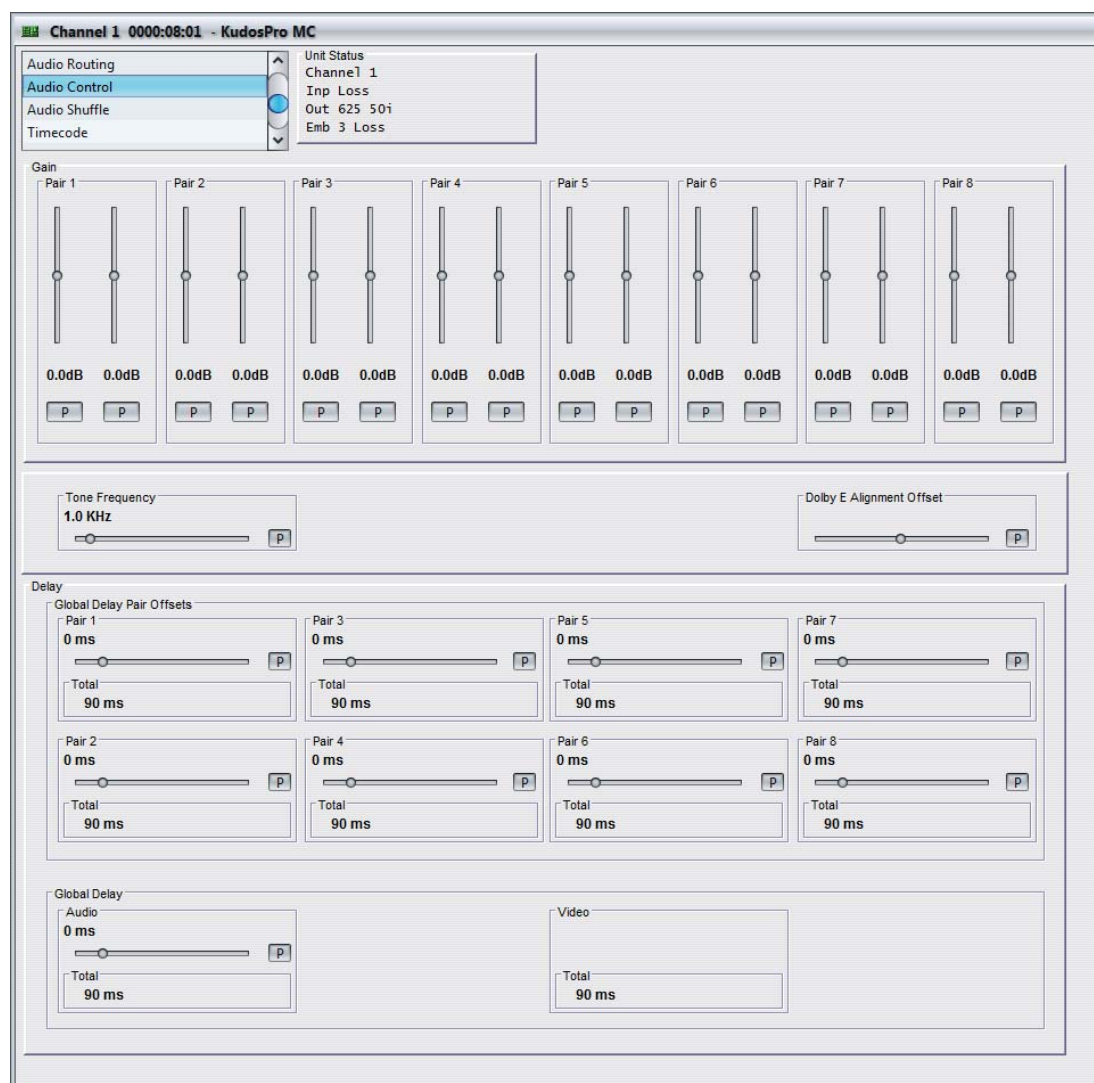 Channel 1 0000:08:01 - KudosPro MC
Audio Routing
Audio Control
Audio Shuffle
Timecode
Unit Status
Channel 1
Inp Loss
Out 625 50i
Emb 3 Loss
Gain
Pair 1 Pair 2 Pair 3 Pair 4 Pair 5 Pair 6 Pair 7 Pair 8
0.0dB 0.0dB 0.0dB 0.0dB 0.0dB 0.0dB 0.0dB 0.0dB 0.0dB 0.0dB 0.0dB 0.0dB 0.0dB 0.0dB 0.0dB 0.0dB
P P P P P P P P P P P P P P P P
Tone Frequency Dolby E Alignment Offset
1.0 KHz
P P
Delay
Global Delay Pair Offsets
Pair 1 Pair 3 Pair 5 Pair 7
0 ms 0 ms 0 ms 0 ms
P P P P
Total Total Total Total
90 ms 90 ms 90 ms 90 ms
Pair 2 Pair 4 Pair 6 Pair 8
0 ms 0 ms 0 ms 0 ms
P P P P
Total Total Total Total
90 ms 90 ms 90 ms 90 ms
Global Delay
Audio Video
0 ms
P
Total Total
90 ms 90 ms